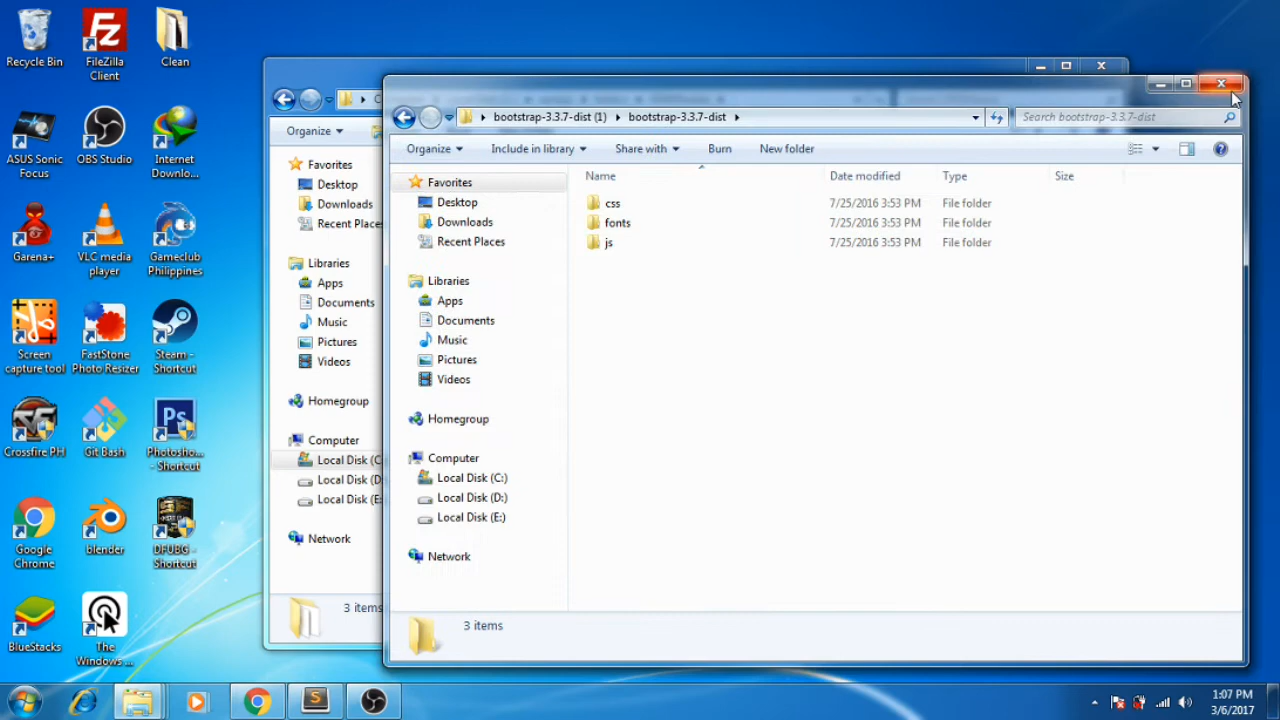 Recycle Bin
FileZilla Client
Clean
ASUS Sonic Focus
OBS Studio
Internet Downlo...
Garena+
VLC media player
Gameclub Philippines
Screen capture tool
FastStone Photo Resizer
Steam - Shortcut
Crossfire PH
Git Bash
Photosho... - Shortcut
Google Chrome
blender
DFUBG - Shortcut
BlueStacks
The Windows ...
Organize
Favorites
Desktop
Downloads
Recent Places
Libraries
Apps
Documents
Music
Pictures
Videos
Homegroup
Computer
Local Disk (C
Local Disk (D
Local Disk (E
Network
3 items
bootstrap-3.3.7-dist (1)
bootstrap-3.3.7-dist
Search bootstrap-3.3.7-dist
Organize
Include in library
Share with
Burn
New folder
Name
Date modified
Type
Size
css 7/25/2016 3:53 PM File folder
fonts 7/25/2016 3:53 PM File folder
js 7/25/2016 3:53 PM File folder
Favorites
Desktop
Downloads
Recent Places
Libraries
Apps
Documents
Music
Pictures
Videos
Homegroup
Computer
Local Disk (C:)
Local Disk (D:)
Local Disk (E:)
Network
3 items
1:07 PM
3/6/2017